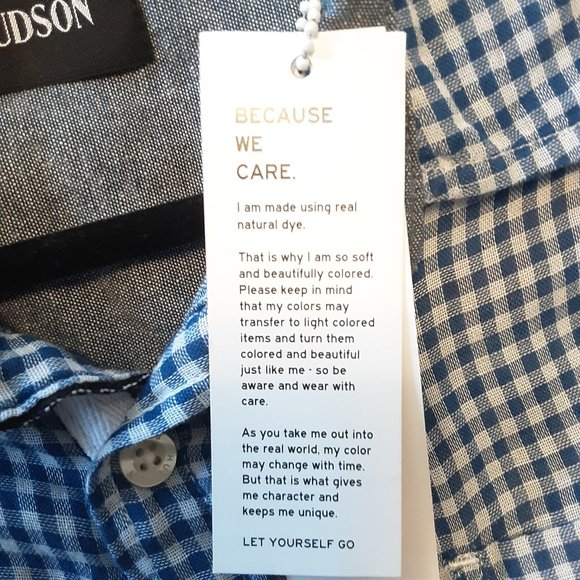 UDSON
BECAUSE
WE
CARE.
I am made using real
natural dye.
That is why I am so soft
and beautifully colored.
Please keep in mind
that my colors may
transfer to light colored
items and turn them
colored and beautiful
just like me - so be
aware and wear with
care.
As you take me out into
the real world, my color
may change with time.
But that is what gives
me character and
keeps me unique.
LET YOURSELF GO